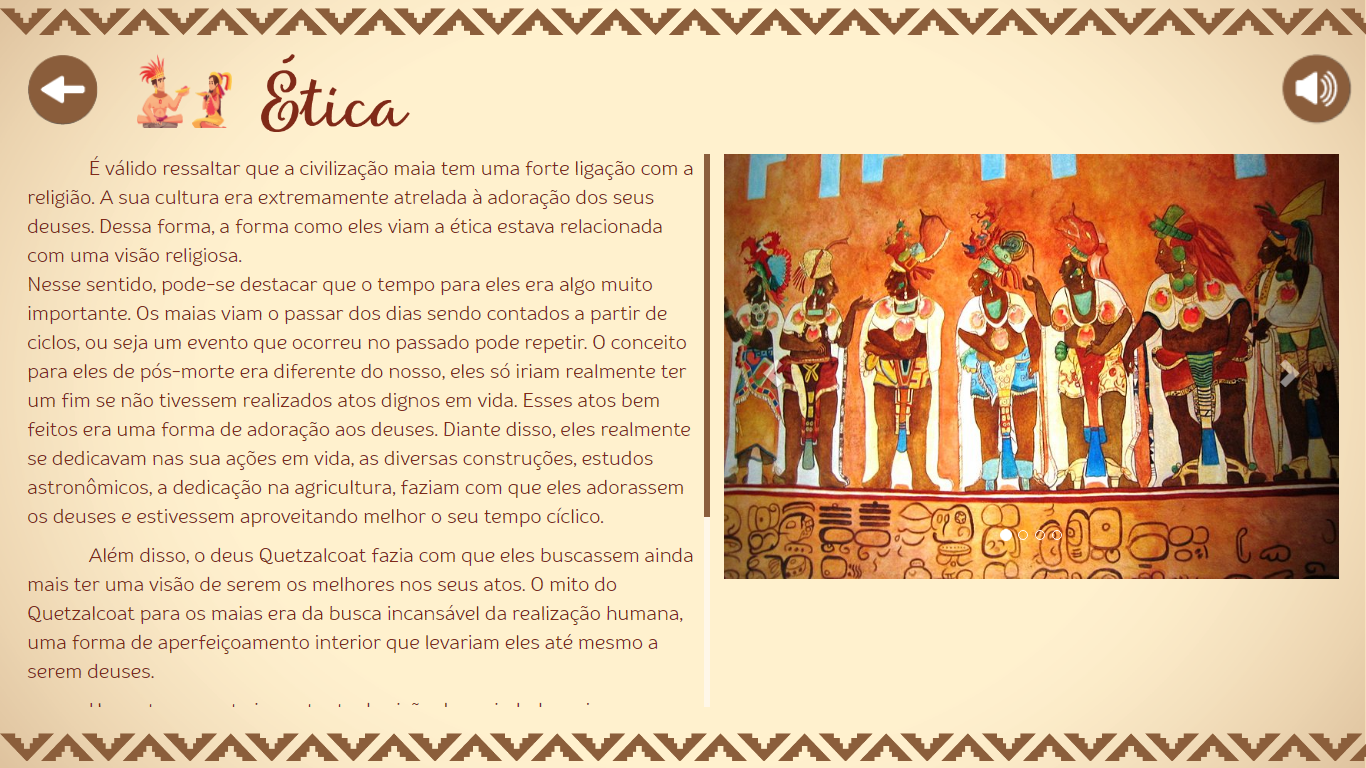 Ética
É válido ressaltar que a civilização maia tem uma forte ligação com a
religião. A sua cultura era extremamente atrelada à adoração dos seus
deuses. Dessa forma, a forma como eles viam a ética estava relacionada
com uma visão religiosa.
Nesse sentido, pode-se destacar que o tempo para eles era algo muito
importante. Os maias viam o passar dos dias sendo contados a partir de
ciclos, ou seja um evento que ocorreu no passado pode repetir. O conceito
para eles de pós-morte era diferente do nosso, eles só iriam realmente ter
um fim se não tivessem realizados atos dignos em vida. Esses atos bem
feitos era uma forma de adoração aos deuses. Diante disso, eles realmente
se dedicavam nas sua ações em vida, as diversas construções, estudos
astronômicos, a dedicação na agricultura, faziam com que eles adorassem
os deuses e estivessem aproveitando melhor o seu tempo cíclico.
Além disso, o deus Quetzalcoat fazia com que eles buscassem ainda
mais ter uma visão de serem os melhores nos seus atos. O mito do
Quetzalcoat para os maias era da busca incansável da realização humana,
uma forma de aperfeiçoamento interior que levariam eles até mesmo a
serem deuses.